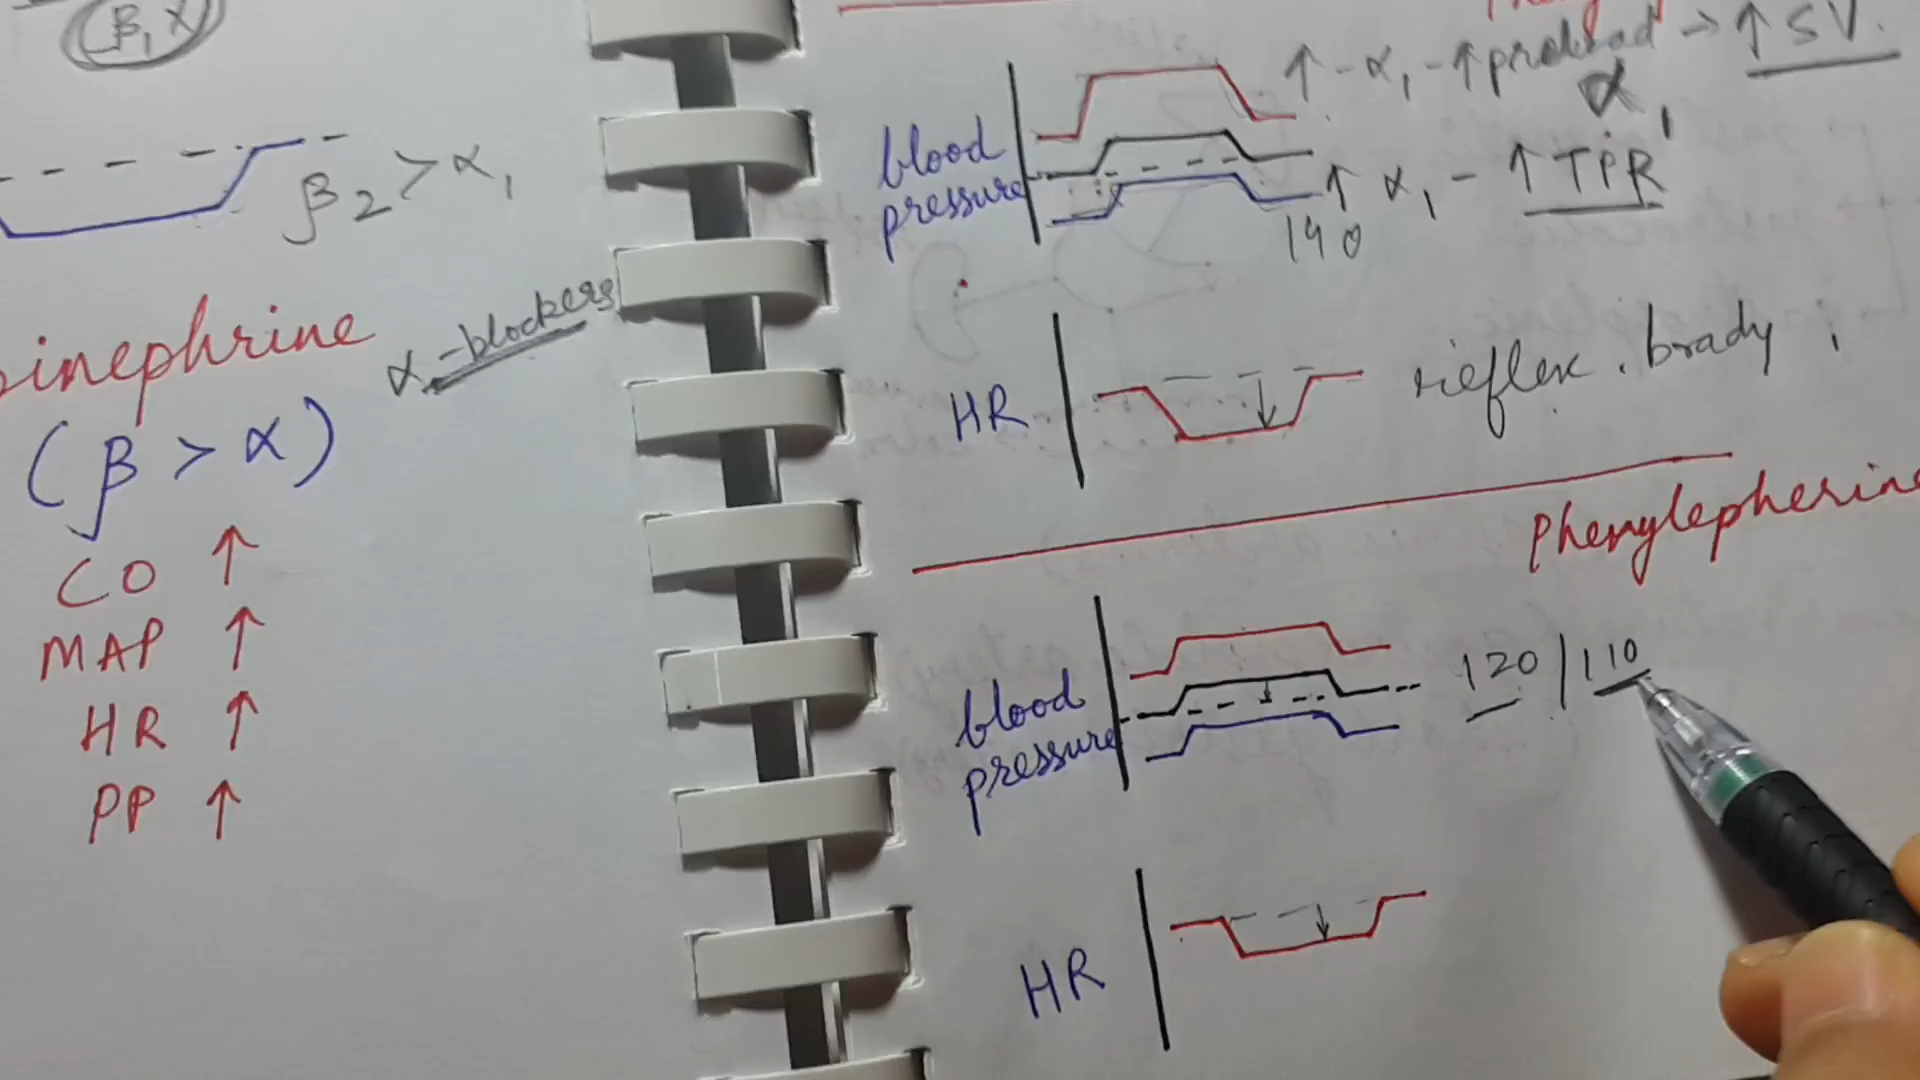 β₁ X
β₂ > α₁
inephrine
α-blockers
(β > α)
CO ↑
MAP ↑
HR ↑
PP ↑
↑ - α₁ - ↑ preload → ↑ SV.
α₁
blood
pressure
↑ α₁ - ↑ TPR
140
HR
reflex . brady
Phenylepherine
blood
pressure
120 / 110
HR